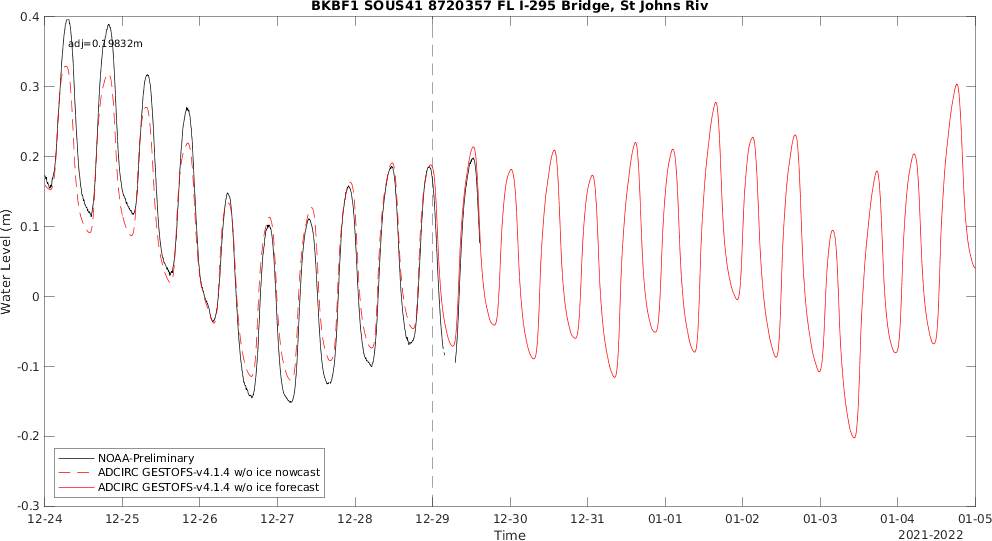 BKBF1 SOUS41 8720357 FL I-295 Bridge, St Johns Riv
adj=0.19832m
0.4
0.3
0.2
0.1
0
-0.1
-0.2
-0.3
Water Level (m)
NOAA-Preliminary
ADCIRC GESTOFS-v4.1.4 w/o ice nowcast
ADCIRC GESTOFS-v4.1.4 w/o ice forecast
12-24 12-25 12-26 12-27 12-28 12-29 12-30 12-31 01-01 01-02 01-03 01-04 01-05
Time
2021-2022